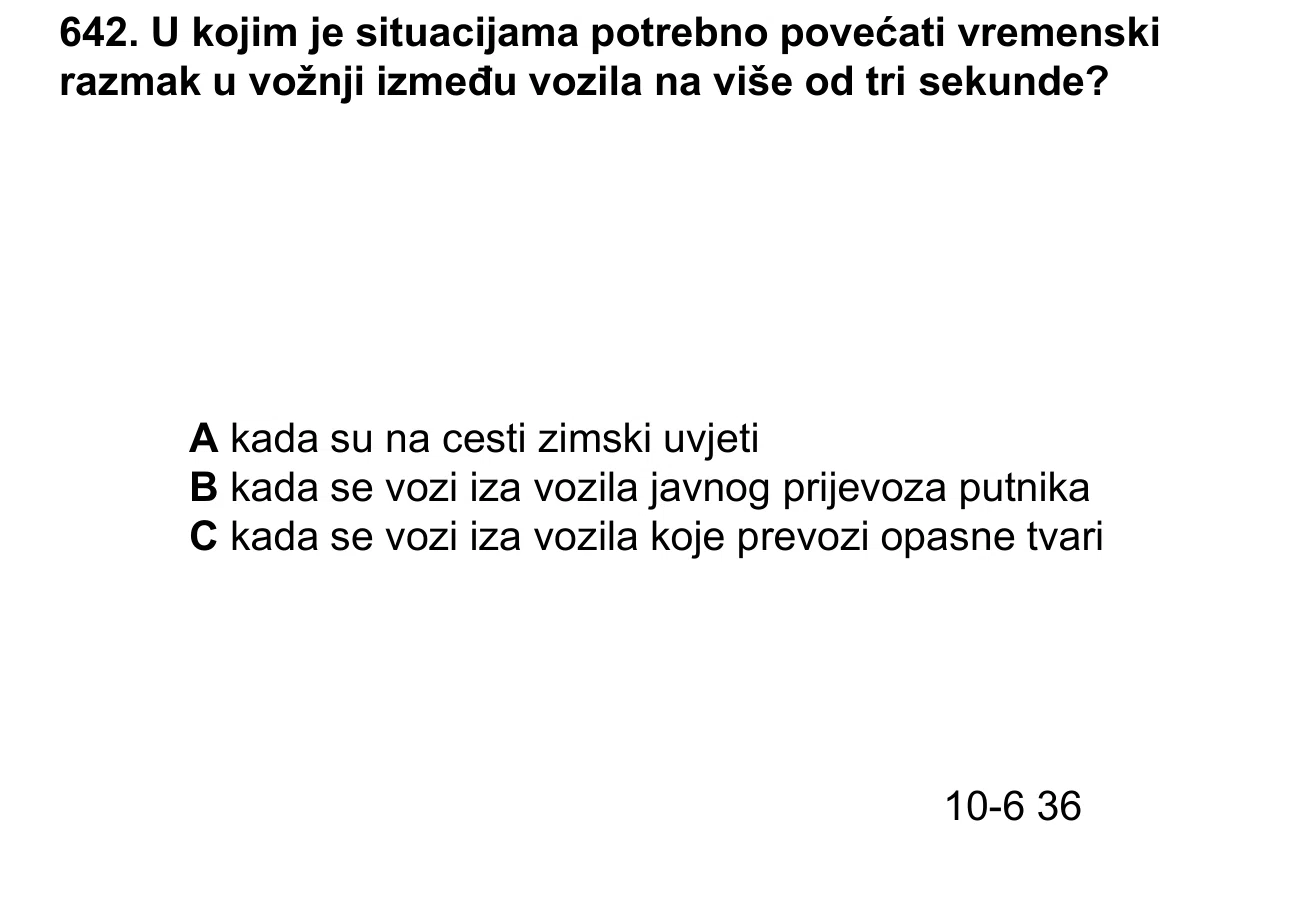 642. U kojim je situacijama potrebno povećati vremenski
razmak u vožnji između vozila na više od tri sekunde?
A kada su na cesti zimski uvjeti
B kada se vozi iza vozila javnog prijevoza putnika
C kada se vozi iza vozila koje prevozi opasne tvari
10-6 36